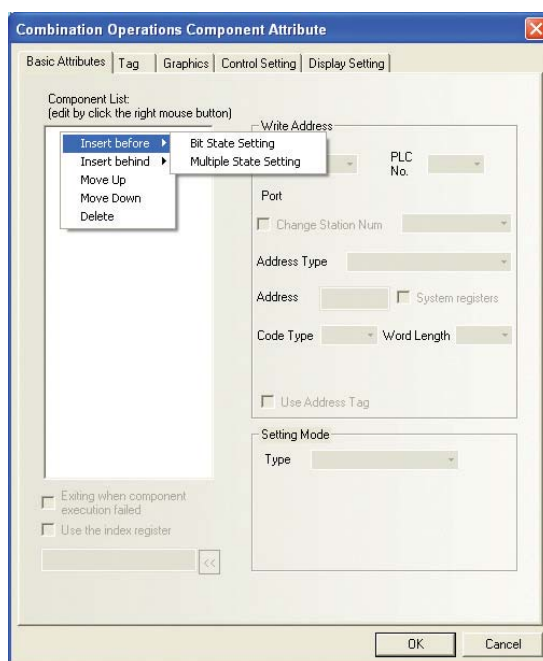 Combination Operations Component Attribute
Basic Attributes Tag Graphics Control Setting Display Setting
Component List:
(edit by click the right mouse button)
Insert before
Insert behind
Move Up
Move Down
Delete
Bit State Setting
Multiple State Setting
Write Address
PLC
No.
Port
Change Station Num
Address Type
Address
System registers
Code Type
Word Length
Use Address Tag
Setting Mode
Type
Exiting when component
execution failed
Use the index register
<<
OK
Cancel